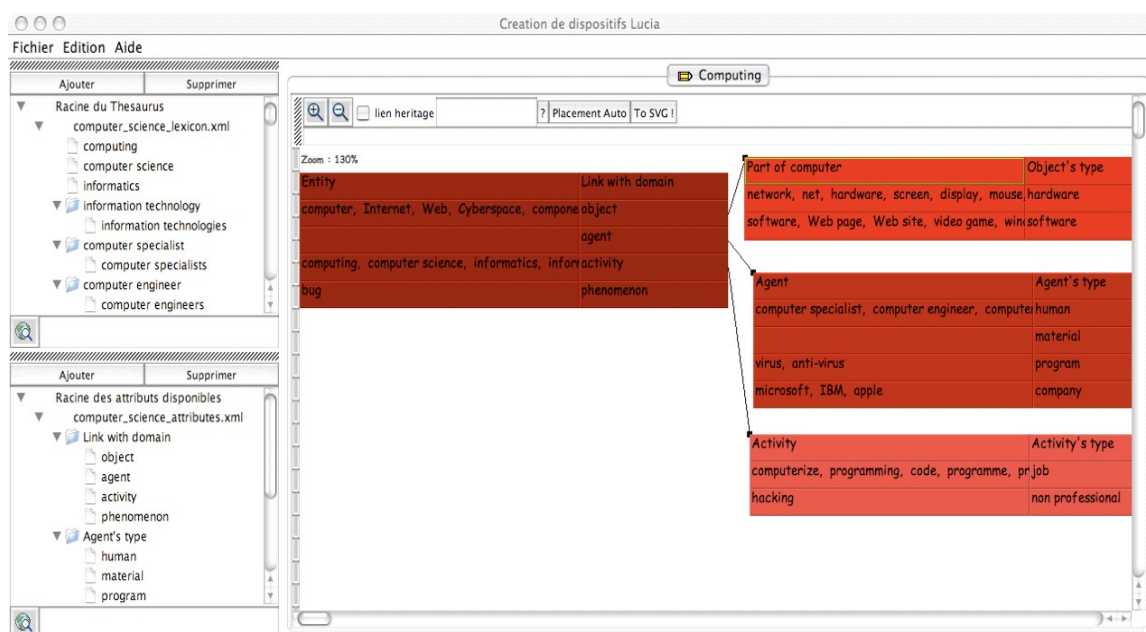 Creation de dispositifs Lucia
Fichier Edition Aide
Ajouter Supprimer
Racine du Thesaurus
computer_science_lexicon.xml
computing
computer science
informatics
information technology
information technologies
computer specialist
computer specialists
computer engineer
computer engineers
Ajouter Supprimer
Racine des attributs disponibles
computer_science_attributes.xml
Link with domain
object
agent
activity
phenomenon
Agent's type
human
material
program
Computing
lien heritage ? Placement Auto To SVG !
Zoom : 130%
Entity Link with domain
computer, Internet, Web, Cyberspace, compone object
agent
computing, computer science, informatics, inforr activity
bug phenomenon
Part of computer Object's type
network, net, hardware, screen, display, mouse, hardware
software, Web page, Web site, video game, wind software
Agent Agent's type
computer specialist, computer engineer, compute human
material
virus, anti-virus program
microsoft, IBM, apple company
Activity Activity's type
computerize, programming, code, programme, pr job
hacking non professional